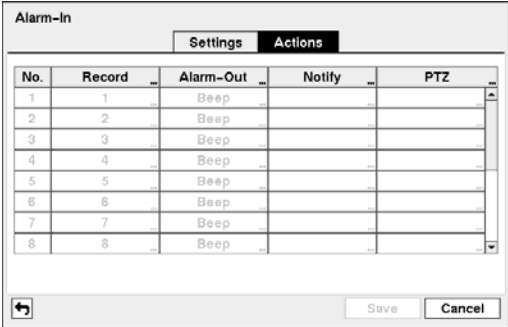 Alarm-In
Settings Actions
No. Record ... Alarm-Out ... Notify ... PTZ ...
1 1 ... Beep ... ... ...
2 2 ... Beep ... ... ...
3 3 ... Beep ... ... ...
4 4 ... Beep ... ... ...
5 5 ... Beep ... ... ...
6 6 ... Beep ... ... ...
7 7 ... Beep ... ... ...
8 8 ... Beep ... ... ...
Save Cancel